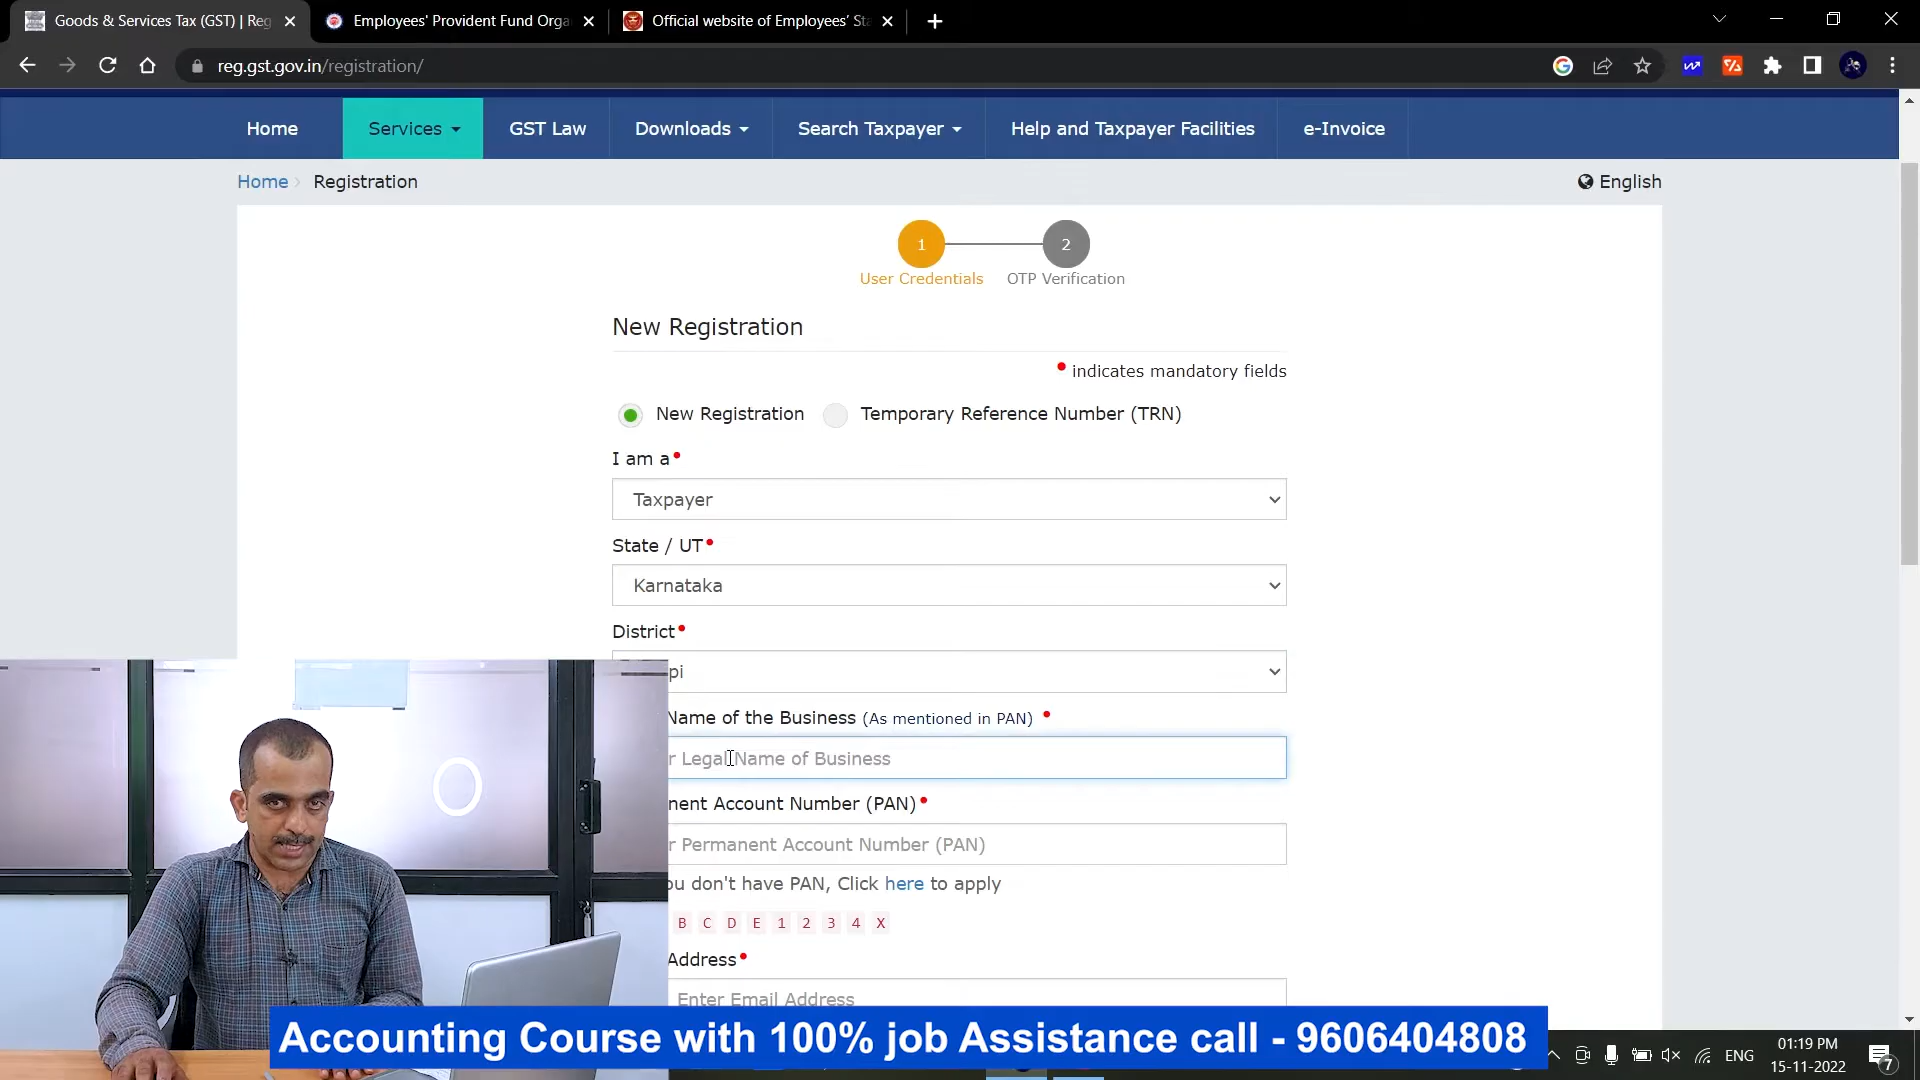 Goods & Services Tax (GST) | Reg
Employees' Provident Fund Orga
Official website of Employees' Sta
reg.gst.gov.in/registration/
Home
Services
GST Law
Downloads
Search Taxpayer
Help and Taxpayer Facilities
e-Invoice
Home
Registration
English
1
2
User Credentials
OTP Verification
New Registration
• indicates mandatory fields
New Registration
Temporary Reference Number (TRN)
I am a•
Taxpayer
State / UT•
Karnataka
District•
pi
Name of the Business (As mentioned in PAN) •
r Legal Name of Business
nent Account Number (PAN)•
r Permanent Account Number (PAN)
ou don't have PAN, Click here to apply
B C D E 1 2 3 4 X
Address•
Enter Email Address
Accounting Course with 100% job Assistance call - 9606404808
ENG
01:19 PM
15-11-2022
7